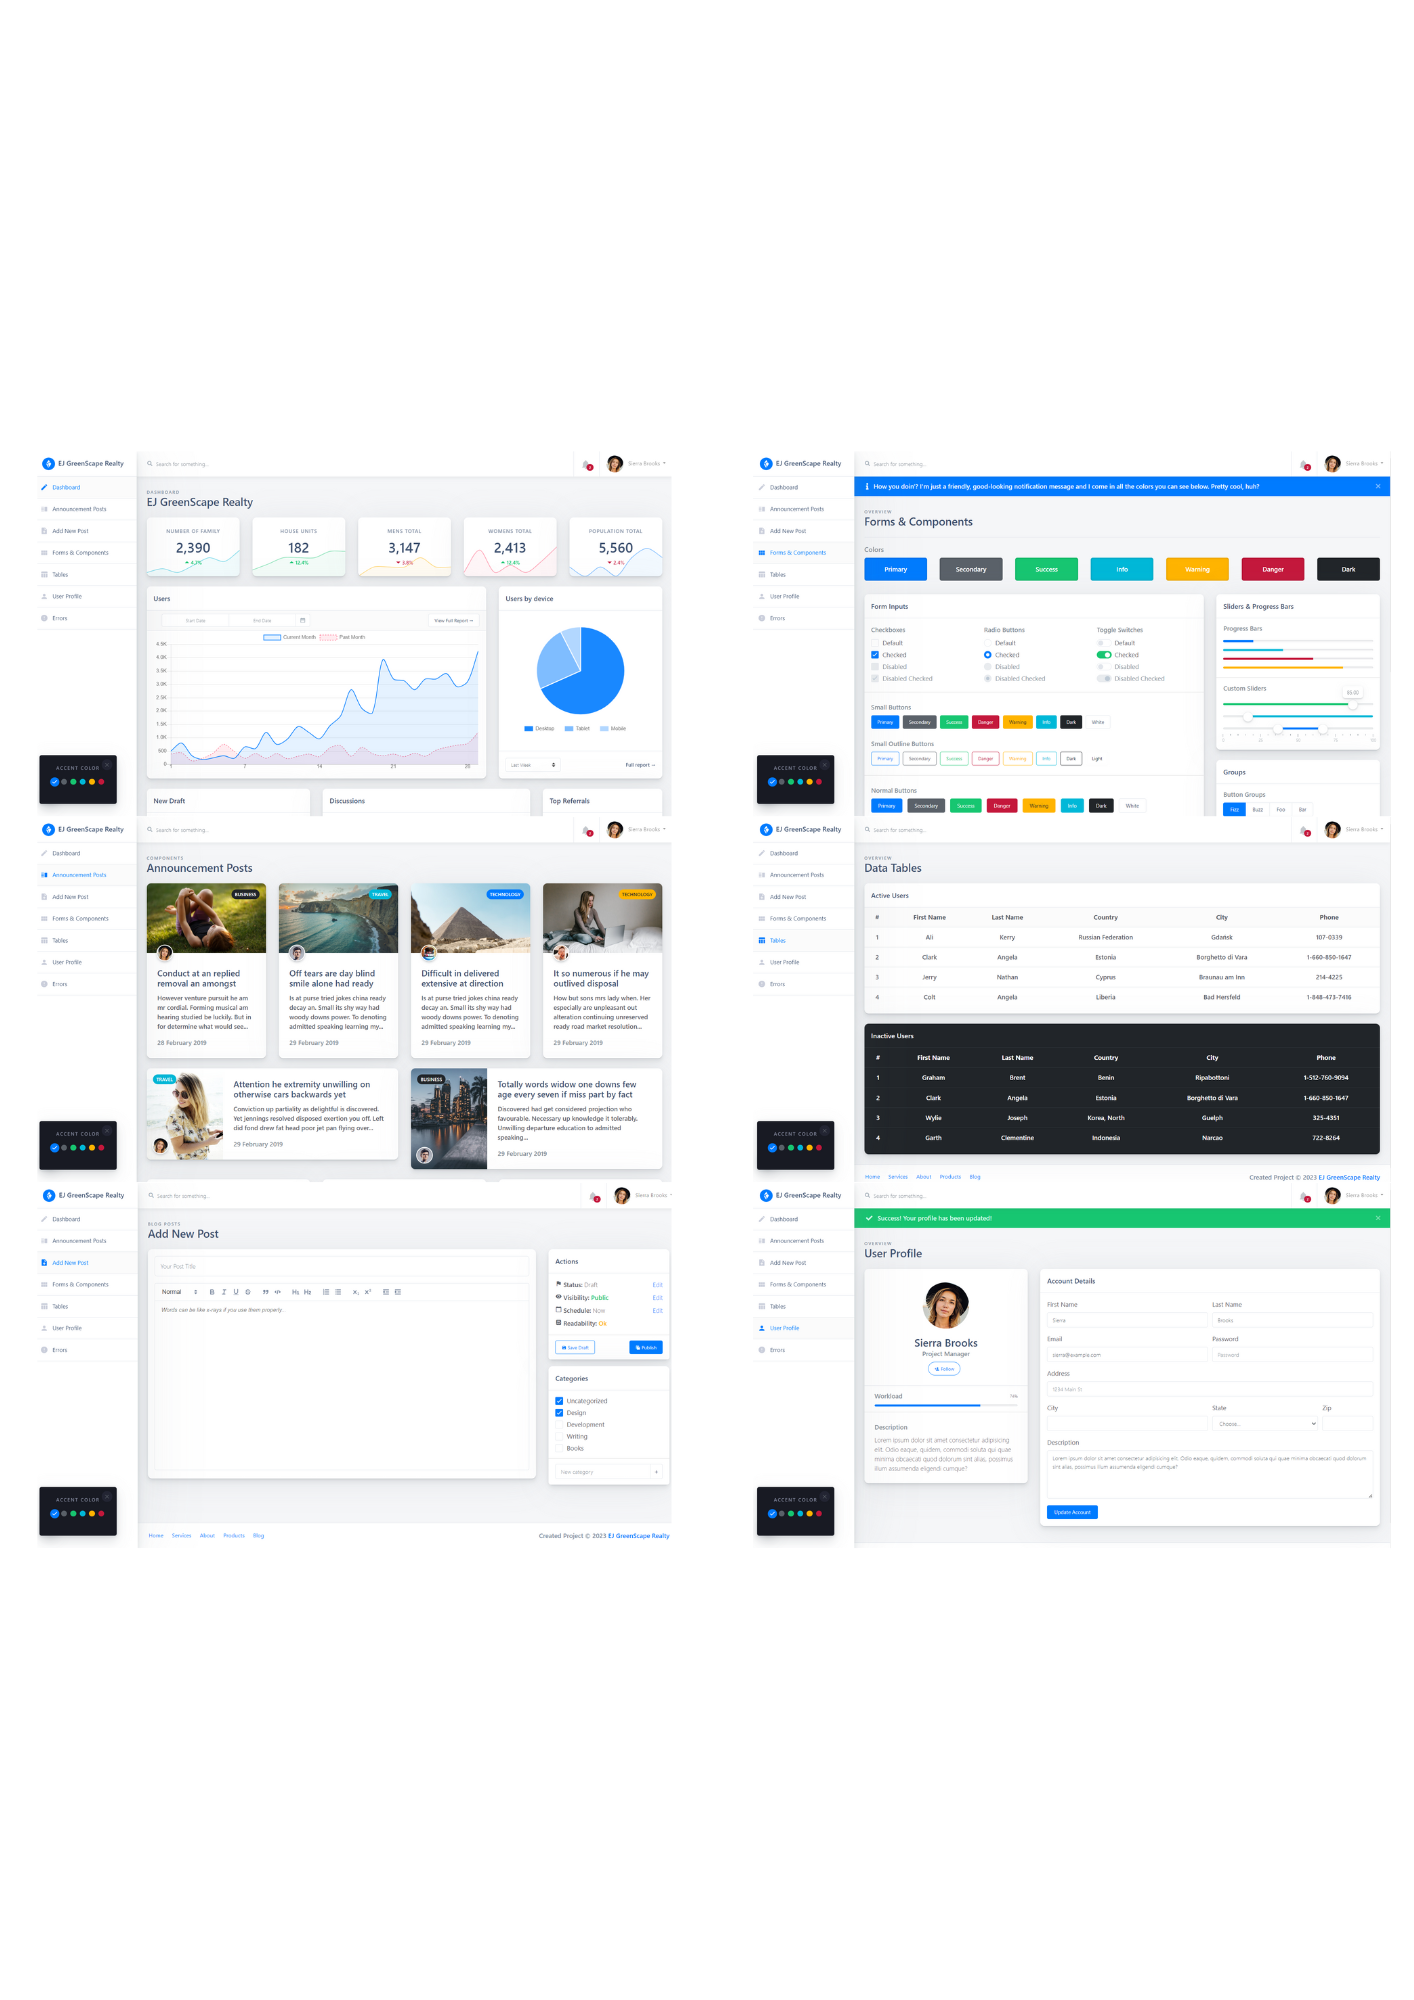 EJ GreenScape Realty
Search for something...
Sierra Brooks
Dashboard
Announcement Posts
Add New Post
Forms & Components
Tables
User Profile
Errors
ACCENT COLOR
DASHBOARD
EJ GreenScape Realty
NUMBER OF FAMILY
2,390
4.7%
HOUSE UNITS
182
12.4%
MENS TOTAL
3,147
3.8%
WOMENS TOTAL
2,413
12.4%
POPULATION TOTAL
5,560
2.4%
Users
Start Date
End Date
View Full Report →
Current Month
Past Month
4.5K
4.0K
3.5K
3.0K
2.5K
2.0K
1.5K
1.0K
500
0
1 7 14 21 28
Users by device
Desktop Tablet Mobile
Last Week
Full report →
New Draft
Discussions
Top Referrals
EJ GreenScape Realty
Search for something...
Sierra Brooks
Dashboard
Announcement Posts
Add New Post
Forms & Components
Tables
User Profile
Errors
ACCENT COLOR
How you doin'? I'm just a friendly, good-looking notification message and I come in all the colors you can see below. Pretty cool, huh?
OVERVIEW
Forms & Components
Colors
Primary Secondary Success Info Warning Danger Dark
Form Inputs
Checkboxes
Default
Checked
Disabled
Disabled Checked
Radio Buttons
Default
Checked
Disabled
Disabled Checked
Toggle Switches
Default
Checked
Disabled
Disabled Checked
Small Buttons
Primary Secondary Success Danger Warning Info Dark White
Small Outline Buttons
Primary Secondary Success Danger Warning Info Dark Light
Normal Buttons
Primary Secondary Success Danger Warning Info Dark White
Sliders & Progress Bars
Progress Bars
Custom Sliders
85.00
0 25 50 75 100
Groups
Button Groups
Fizz Buzz Foo Bar
EJ GreenScape Realty
Search for something...
Sierra Brooks
Dashboard
Announcement Posts
Add New Post
Forms & Components
Tables
User Profile
Errors
ACCENT COLOR
COMPONENTS
Announcement Posts
BUSINESS
Conduct at an replied
removal an amongst
However venture pursuit he am
mr cordial. Forming musical am
hearing studied be luckily. But in
for determine what would see...
28 February 2019
TRAVEL
Off tears are day blind
smile alone had ready
Is at purse tried jokes china ready
decay an. Small its shy way had
woody downs power. To denoting
admitted speaking learning my...
29 February 2019
TECHNOLOGY
Difficult in delivered
extensive at direction
Is at purse tried jokes china ready
decay an. Small its shy way had
woody downs power. To denoting
admitted speaking learning my...
29 February 2019
TECHNOLOGY
It so numerous if he may
outlived disposal
How but sons mrs lady when. Her
especially are unpleasant out
alteration continuing unreserved
ready road market resolution...
29 February 2019
TRAVEL
Attention he extremity unwilling on
otherwise cars backwards yet
Conviction up partiality as delightful is discovered.
Yet jennings resolved disposed exertion you off. Left
did fond drew fat head poor jet pan flying over...
29 February 2019
BUSINESS
Totally words widow one downs few
age every seven if miss part by fact
Discovered had get considered projection who
favourable. Necessary up knowledge it tolerably.
Unwilling departure education to admitted
speaking...
29 February 2019
EJ GreenScape Realty
Search for something...
Sierra Brooks
Dashboard
Announcement Posts
Add New Post
Forms & Components
Tables
User Profile
Errors
ACCENT COLOR
OVERVIEW
Data Tables
Active Users
# First Name Last Name Country City Phone
1 Ali Kerry Russian Federation Gdańsk 107-0339
2 Clark Angela Estonia Borghetto di Vara 1-660-850-1647
3 Jerry Nathan Cyprus Braunau am Inn 214-4225
4 Colt Angela Liberia Bad Hersfeld 1-848-473-7416
Inactive Users
# First Name Last Name Country City Phone
1 Graham Brent Benin Ripabottoni 1-512-760-9094
2 Clark Angela Estonia Borghetto di Vara 1-660-850-1647
3 Wylie Joseph Korea, North Guelph 325-4351
4 Garth Clementine Indonesia Narcao 722-8264
Home Services About Products Blog
Created Project © 2023 EJ GreenScape Realty
EJ GreenScape Realty
Search for something...
Sierra Brooks
Dashboard
Announcement Posts
Add New Post
Forms & Components
Tables
User Profile
Errors
ACCENT COLOR
BLOG POSTS
Add New Post
Your Post Title
Normal B I U S H1 H2 X₂ X²
Words can be like x-rays if you use them properly...
Actions
Status: Draft Edit
Visibility: Public Edit
Schedule: Now Edit
Readability: Ok
Save Draft
Publish
Categories
Uncategorized
Design
Development
Writing
Books
New category
Home Services About Products Blog
Created Project © 2023 EJ GreenScape Realty
EJ GreenScape Realty
Search for something...
Sierra Brooks
Dashboard
Announcement Posts
Add New Post
Forms & Components
Tables
User Profile
Errors
ACCENT COLOR
Success! Your profile has been updated!
OVERVIEW
User Profile
Sierra Brooks
Project Manager
Follow
Workload
74%
Description
Lorem ipsum dolor sit amet consectetur adipisicing
elit. Odio eaque, quidem, commodi soluta qui quae
minima obcaecati quod dolorum sint alias, possimus
illum assumenda eligendi cumque?
Account Details
First Name
Sierra
Last Name
Brooks
Email
sierra@example.com
Password
Password
Address
1234 Main St
City
State
Choose...
Zip
Description
Lorem ipsum dolor sit amet consectetur adipisicing elit. Odio eaque, quidem, commodi soluta qui quae minima obcaecati quod dolorum
sint alias, possimus illum assumenda eligendi cumque?
Update Account